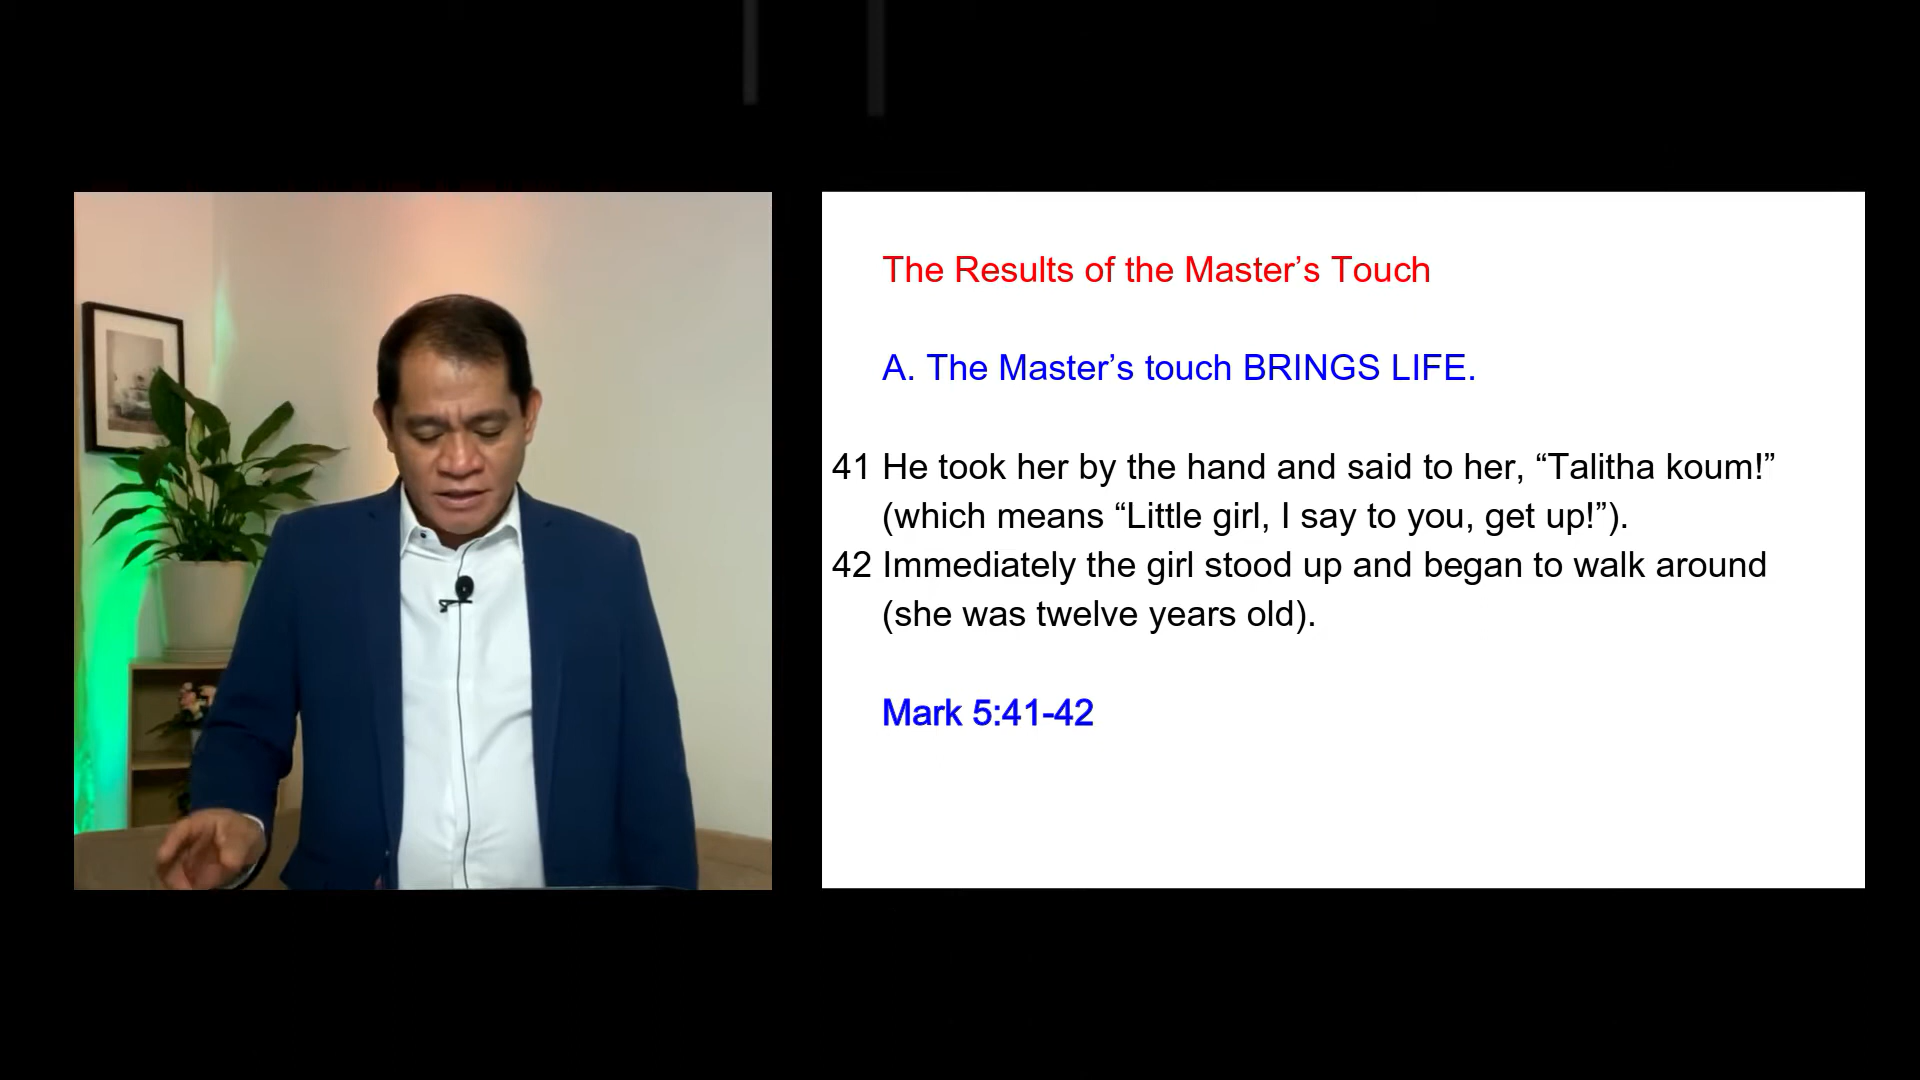 The Results of the Master’s Touch
A. The Master’s touch BRINGS LIFE.
41 He took her by the hand and said to her, “Talitha koum!”
(which means “Little girl, I say to you, get up!”).
42 Immediately the girl stood up and began to walk around
(she was twelve years old).
Mark 5:41-42